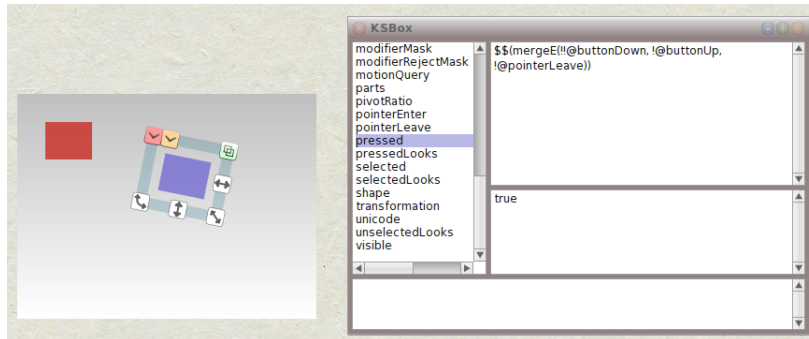 KSBox
modifierMask
modifierRejectMask
motionQuery
parts
pivotRatio
pointerEnter
pointerLeave
pressed
pressedLooks
selected
selectedLooks
shape
transformation
unicode
unselectedLooks
visible
$$(mergeE(!!@buttonDown, !@buttonUp,
!@pointerLeave))
true